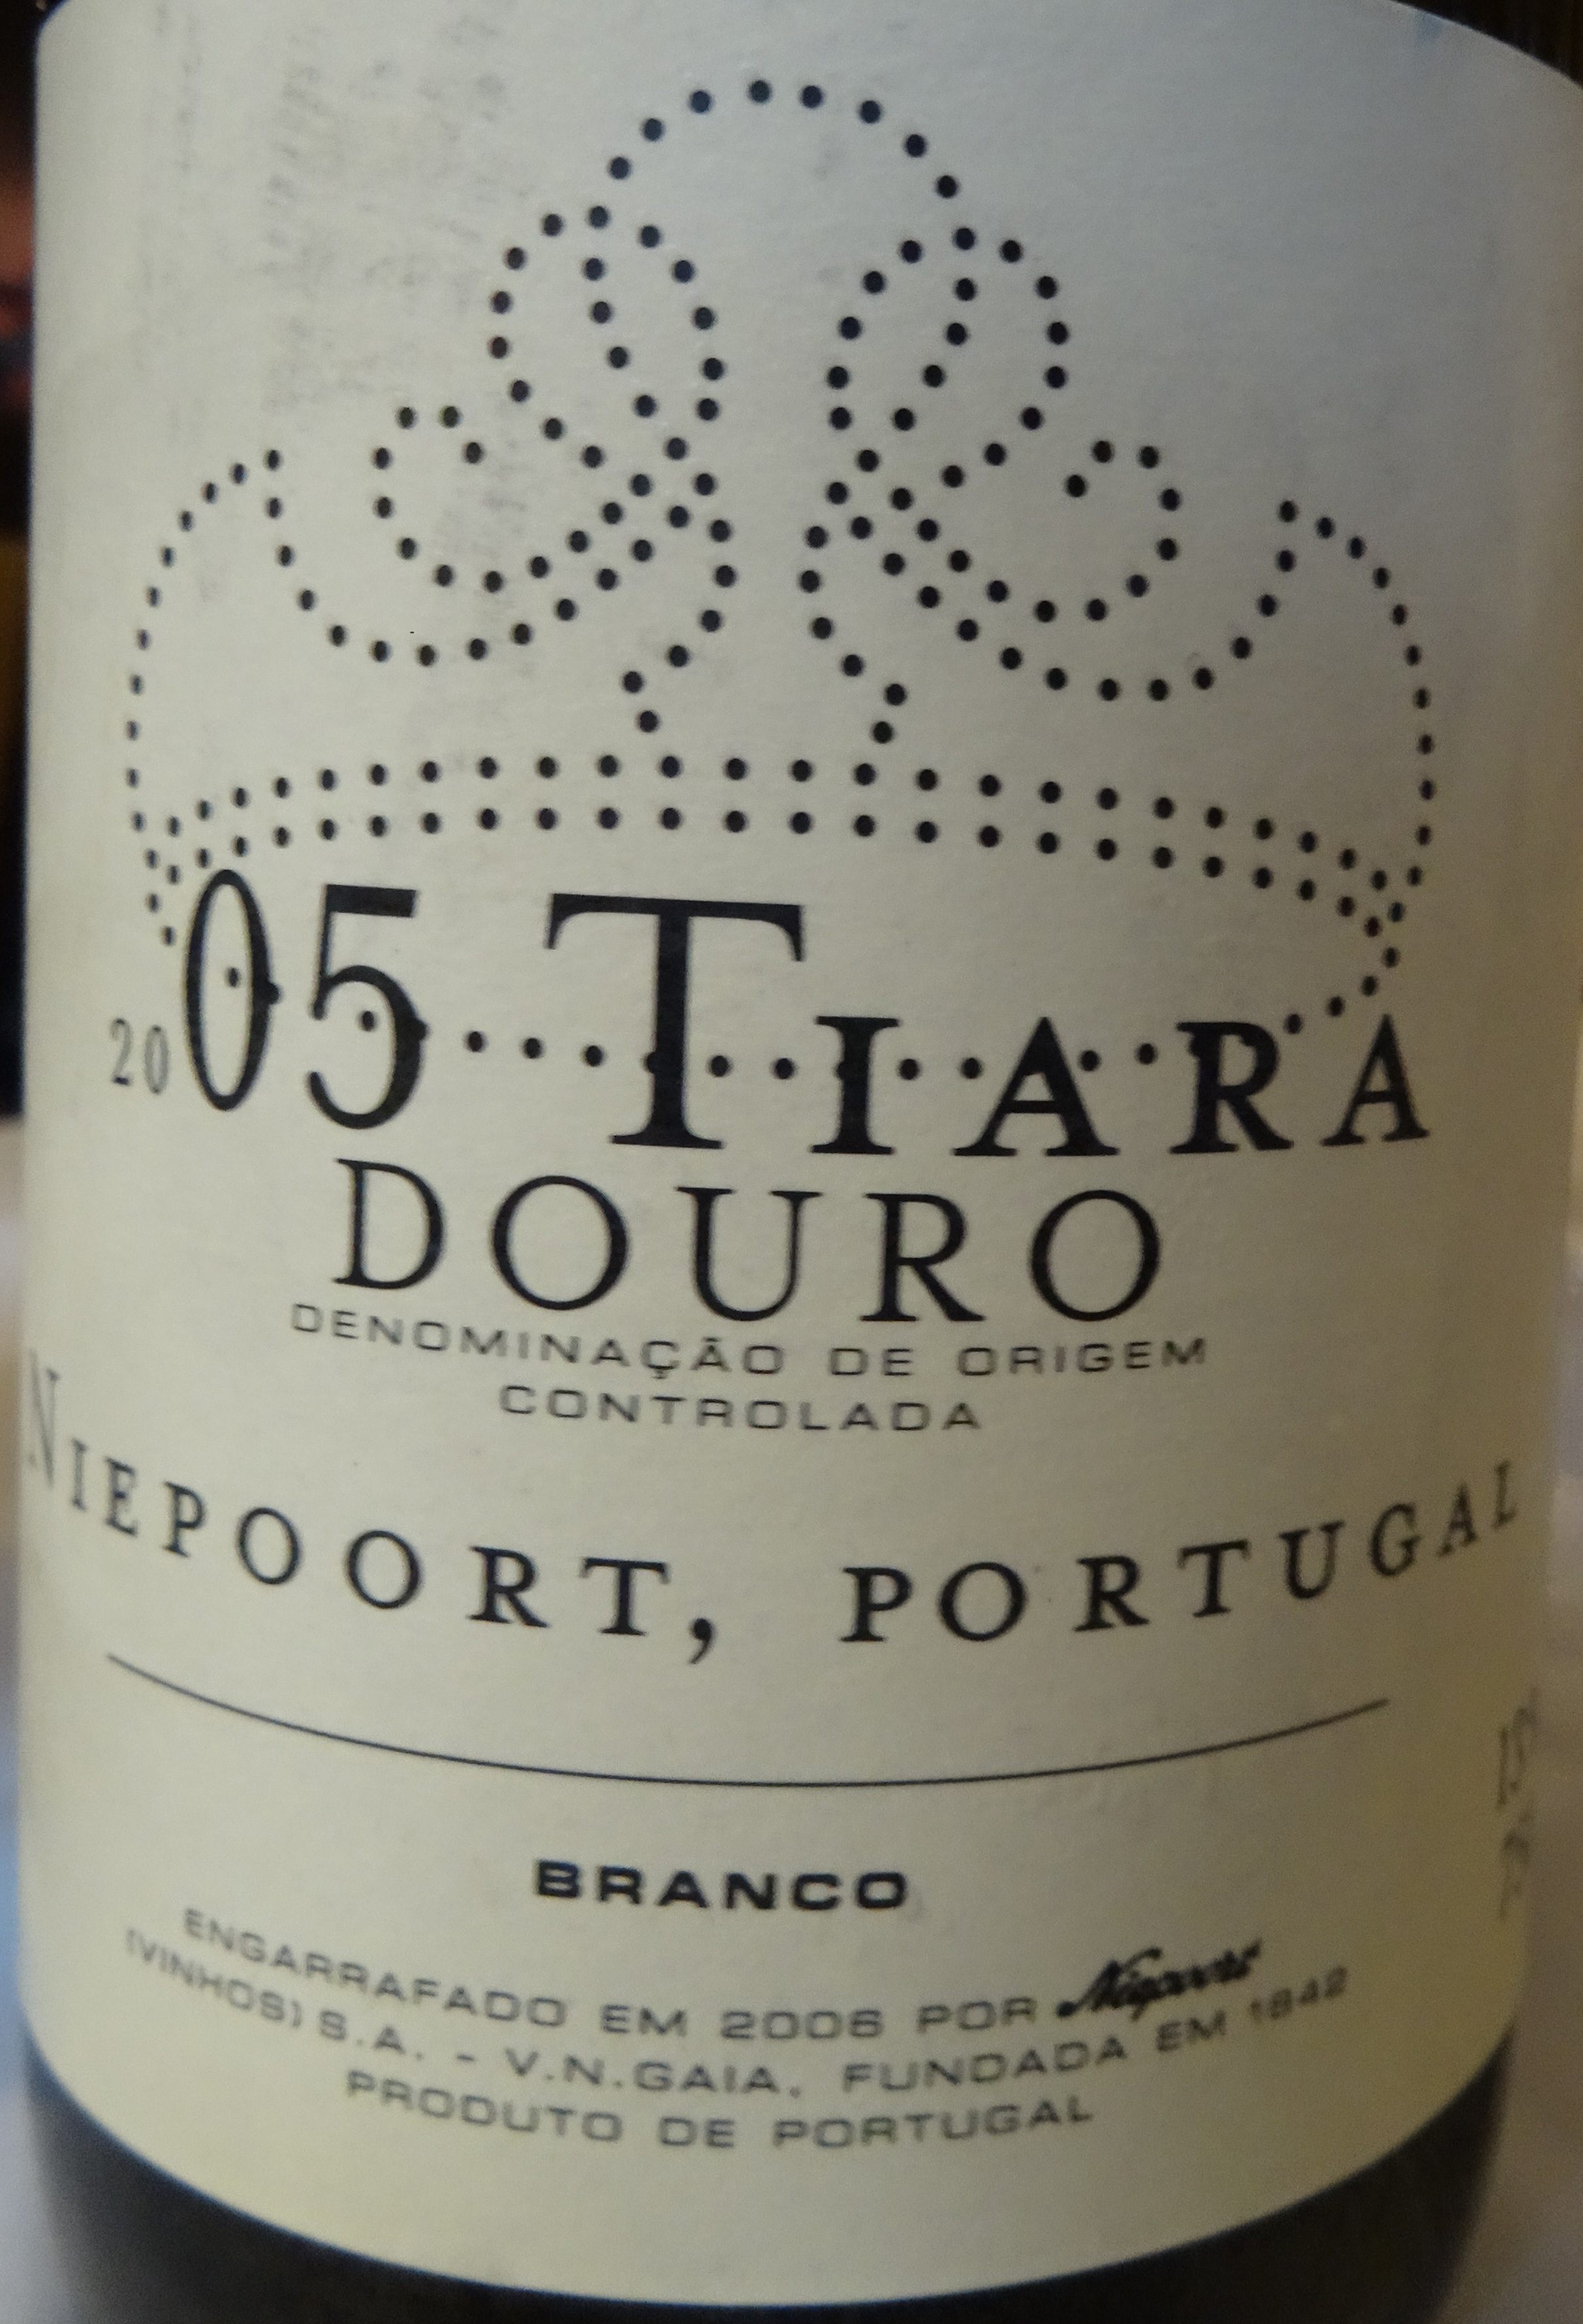 2005 TIARA
DOURO
DENOMINAÇÃO DE ORIGEM
CONTROLADA
NIEPOORT, PORTUGAL
BRANCO
ENGARRAFADO EM 2006 POR Niepoort
(VINHOS) S.A. - V.N.GAIA. FUNDADA EM 1842
PRODUTO DE PORTUGAL